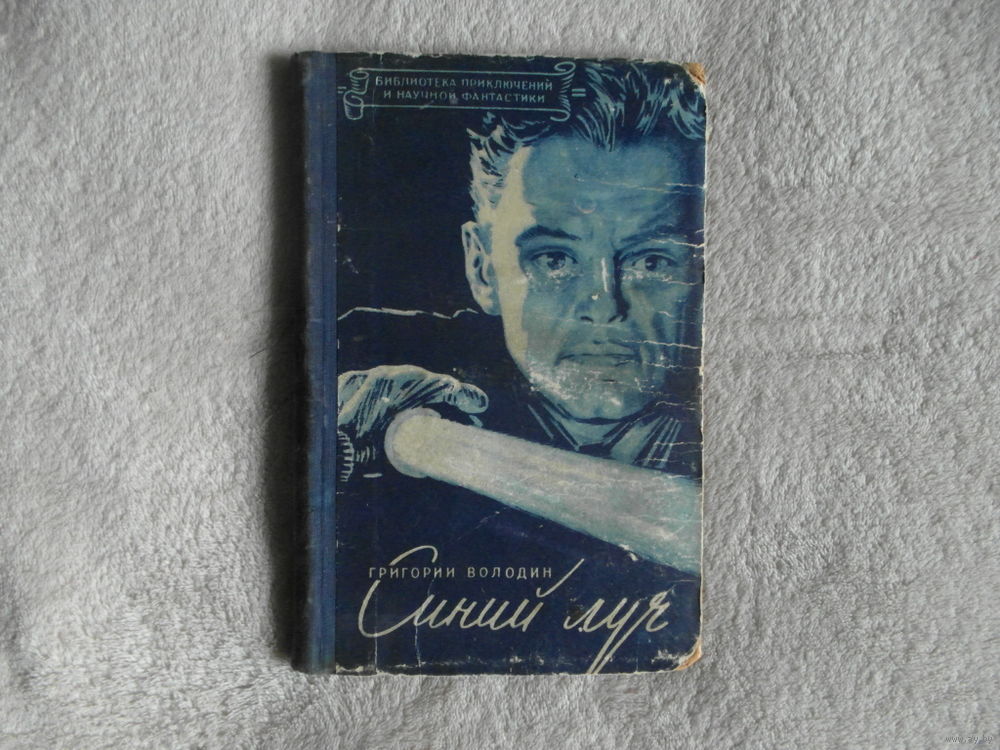 БИБЛИОТЕКА ПРИКЛЮЧЕНИЙ
И НАУЧНОЙ ФАНТАСТИКИ
ГРИГОРИЙ ВОЛОДИН
Синий луч